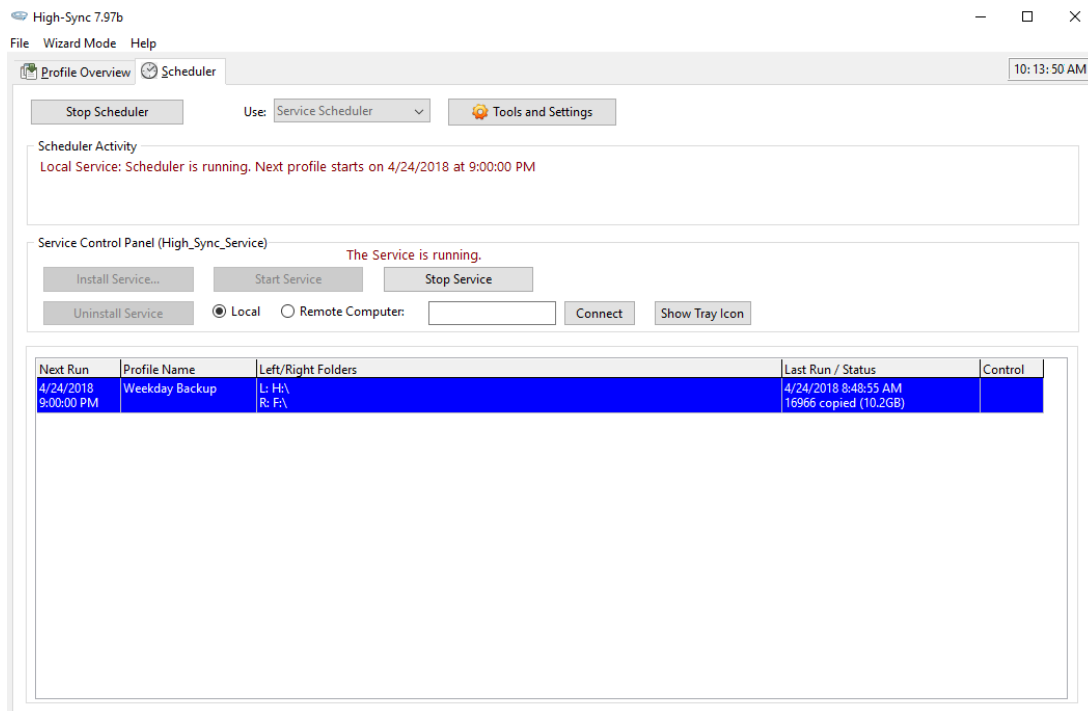 High-Sync 7.97b
File Wizard Mode Help
Profile Overview Scheduler 10:13:50 AM
Stop Scheduler Use: Service Scheduler Tools and Settings
Scheduler Activity
Local Service: Scheduler is running. Next profile starts on 4/24/2018 at 9:00:00 PM
Service Control Panel (High_Sync_Service)
The Service is running.
Install Service... Start Service Stop Service
Uninstall Service Local Remote Computer: Connect Show Tray Icon
Next Run Profile Name Left/Right Folders Last Run / Status Control
4/24/2018 Weekday Backup L: H:\ 4/24/2018 8:48:55 AM
9:00:00 PM R: F:\ 16966 copied (10.2GB)